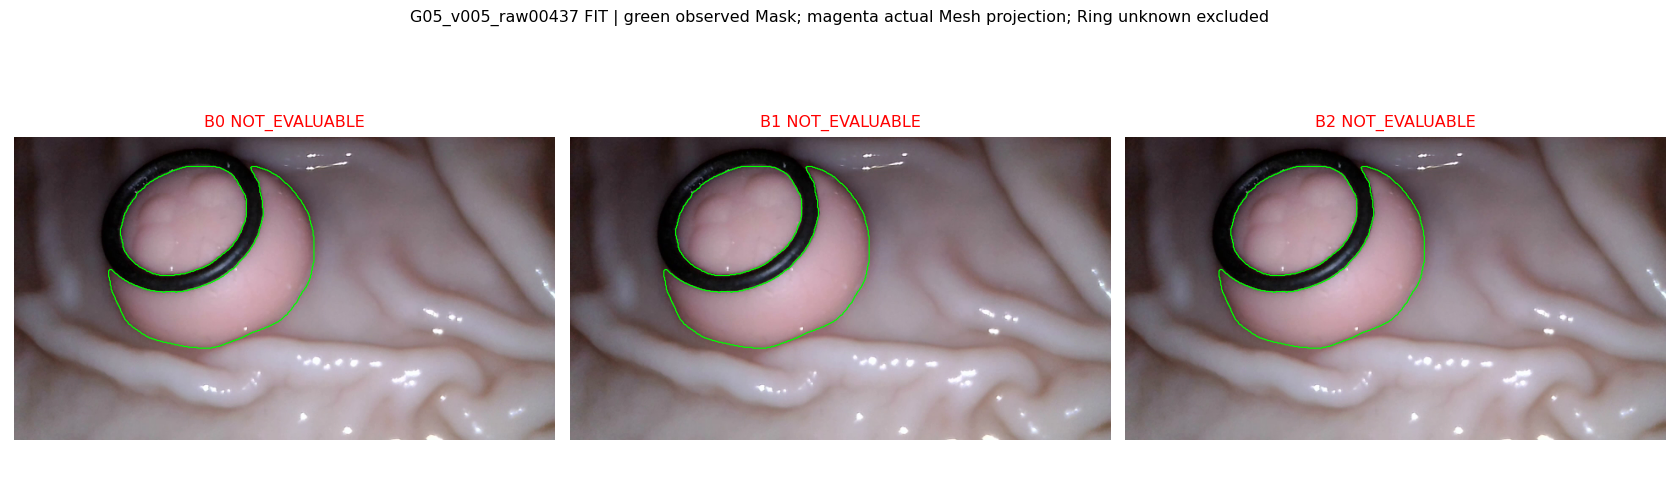 G05_v005_raw00437 FIT | green observed Mask; magenta actual Mesh projection; Ring unknown excluded
B0 NOT_EVALUABLE
B1 NOT_EVALUABLE
B2 NOT_EVALUABLE